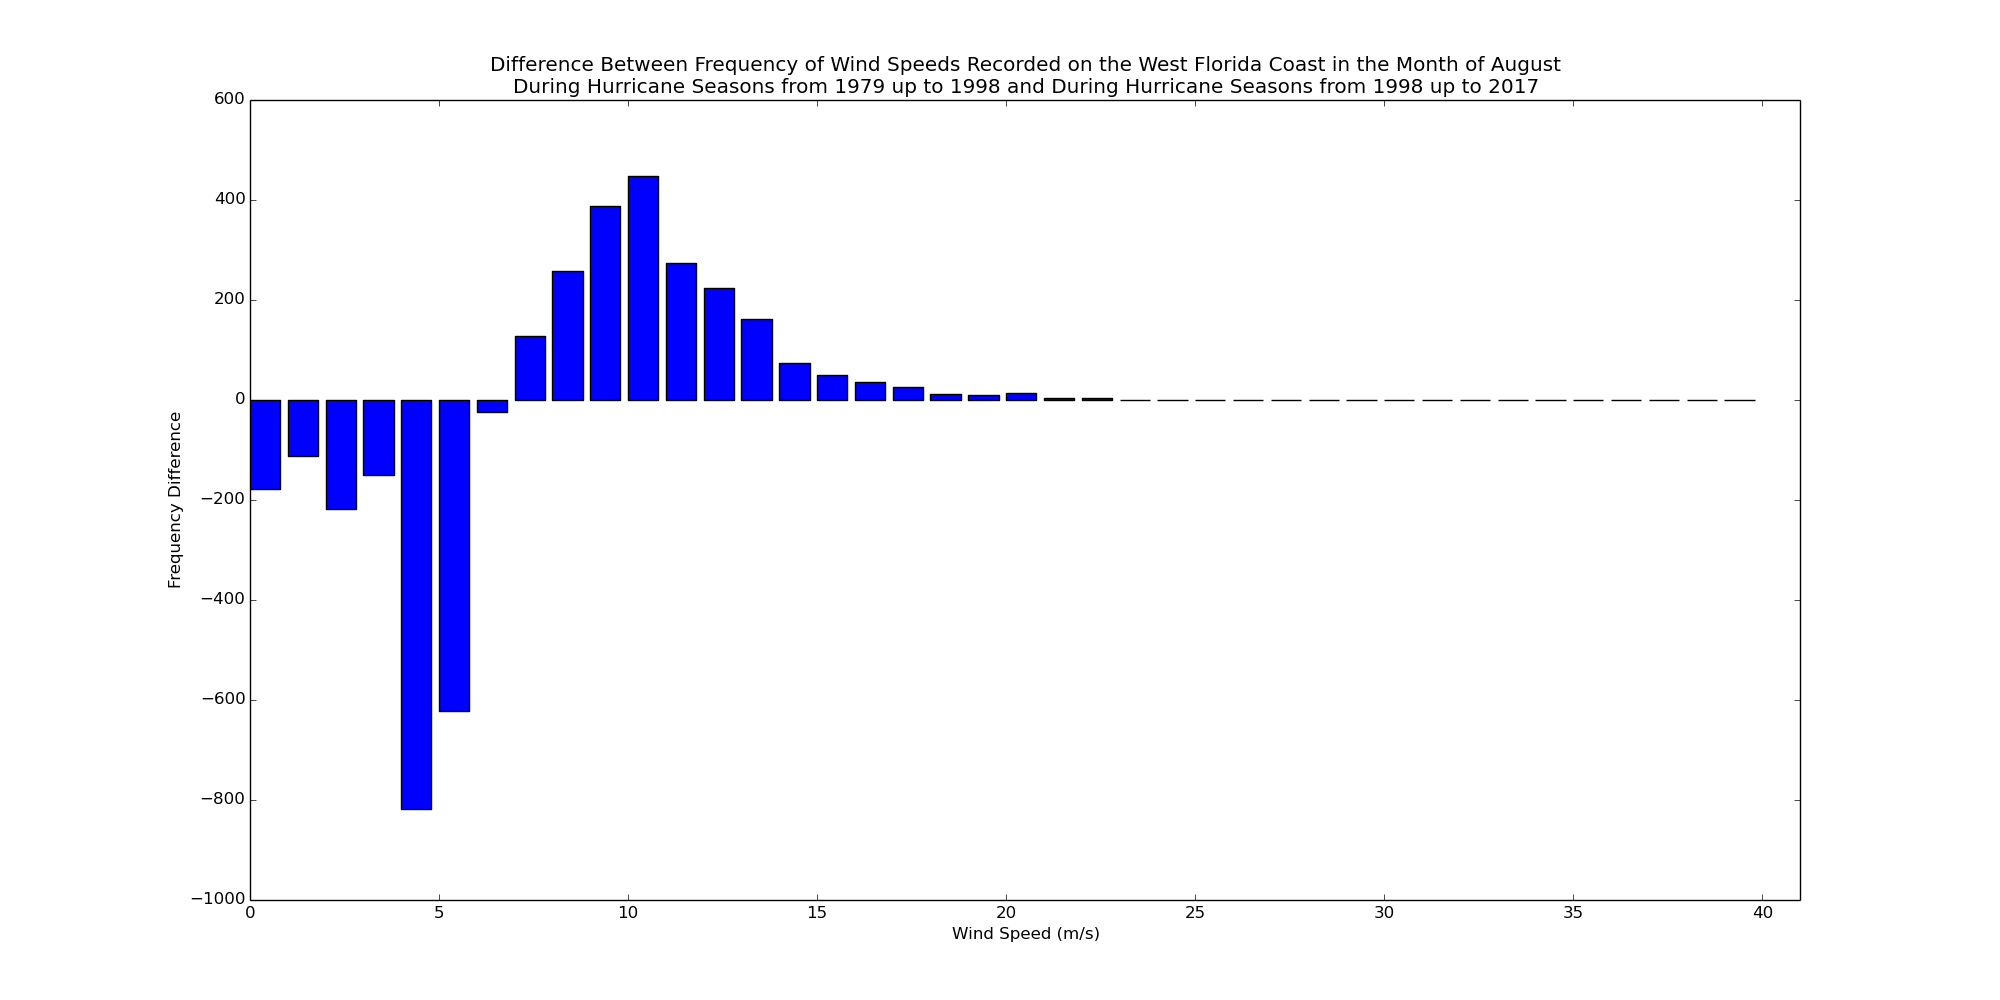 Difference Between Frequency of Wind Speeds Recorded on the West Florida Coast in the Month of August
During Hurricane Seasons from 1979 up to 1998 and During Hurricane Seasons from 1998 up to 2017
600
400
200
0
−200
−400
−600
−800
−1000
Frequency Difference
0 5 10 15 20 25 30 35 40
Wind Speed (m/s)